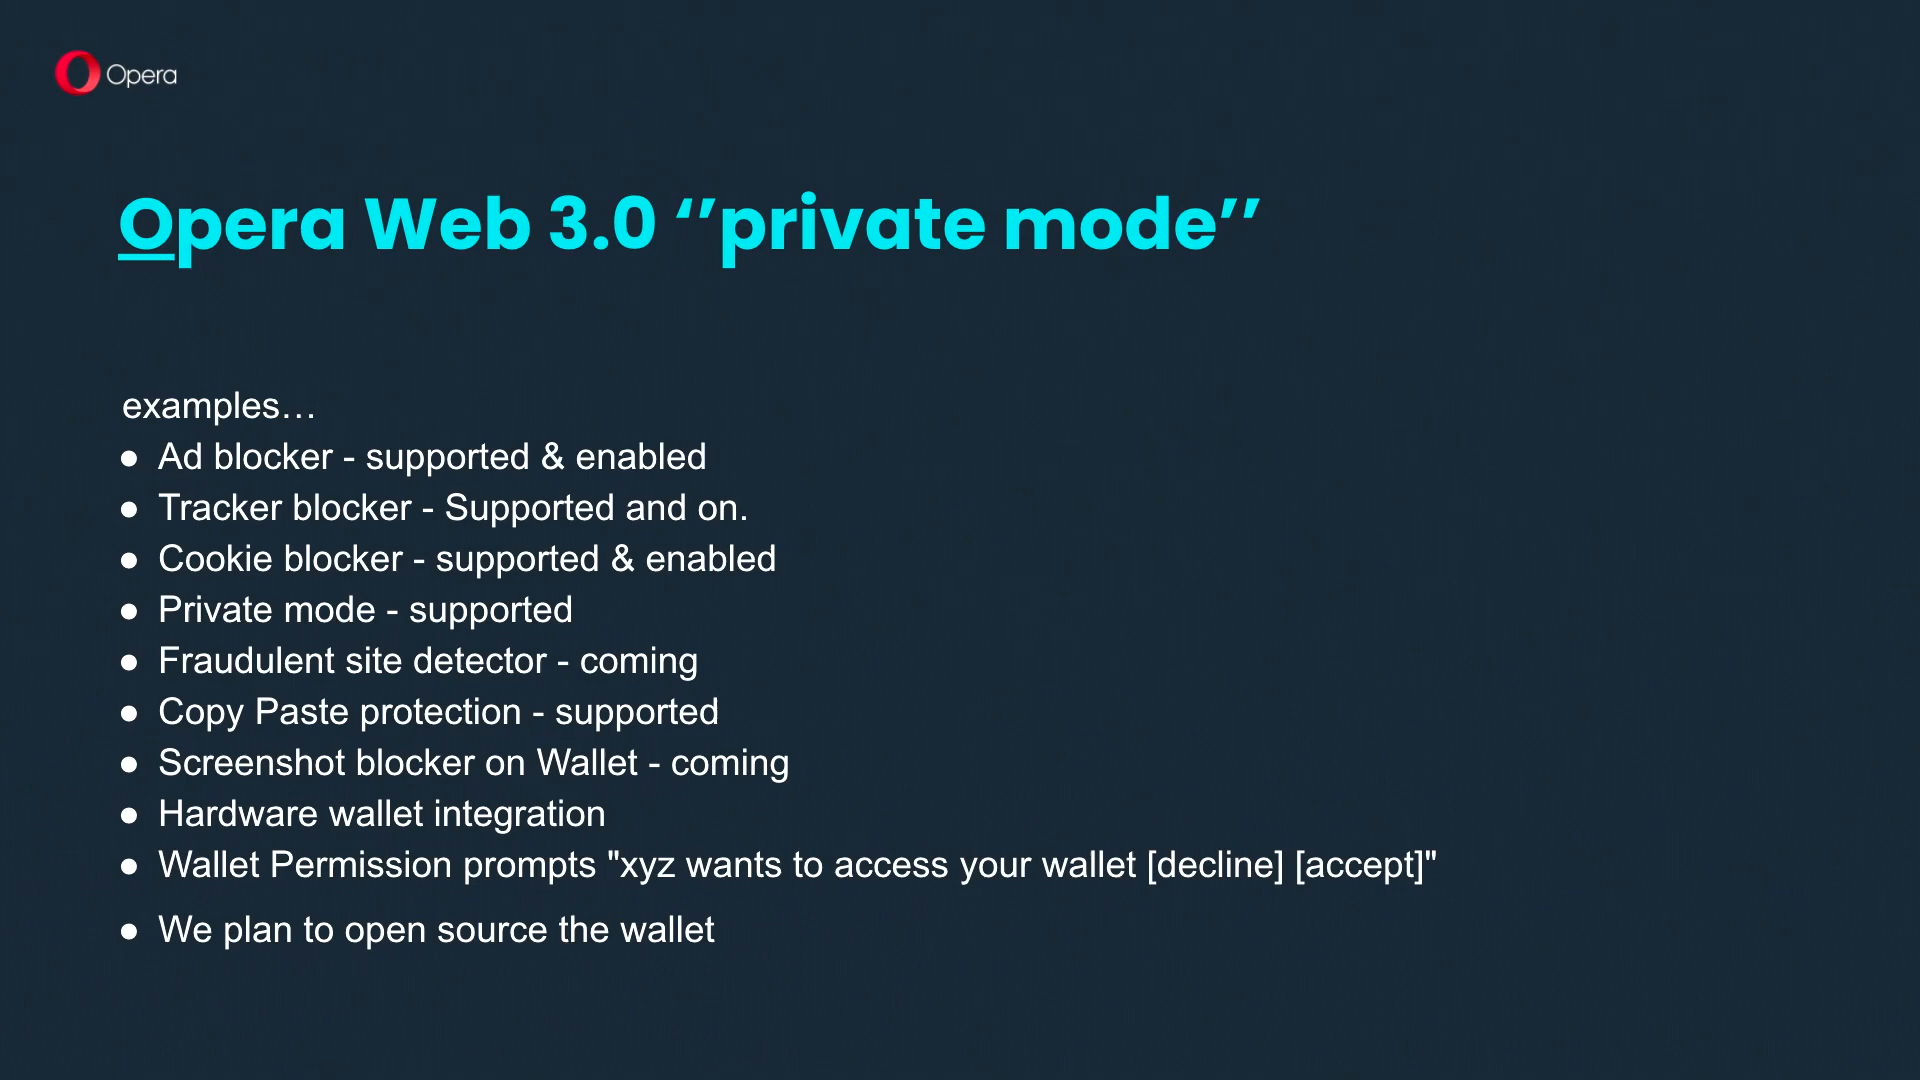 Opera
Opera Web 3.0 ‘’private mode’’
examples…
● Ad blocker - supported & enabled
● Tracker blocker - Supported and on.
● Cookie blocker - supported & enabled
● Private mode - supported
● Fraudulent site detector - coming
● Copy Paste protection - supported
● Screenshot blocker on Wallet - coming
● Hardware wallet integration
● Wallet Permission prompts "xyz wants to access your wallet [decline] [accept]"
● We plan to open source the wallet